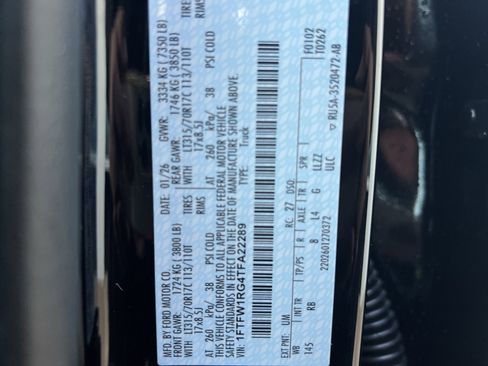 MFD. BY FORD MOTOR CO.
DATE: 01/26 GVWR: 3334 KG ( 7350 LB)
FRONT GAWR: 1724 KG ( 3800 LB) REAR GAWR: 1746 KG ( 3850 LB)
LT315/70R17C 113/110T TIRES WITH LT315/70R17C 113/110T TIRES
17x8.5J RIMS 17x8.5J RIMS
AT 260 kPa/ 38 PSI COLD AT 260 kPa/ 38 PSI COLD
THIS VEHICLE CONFORMS TO ALL APPLICABLE FEDERAL MOTOR VEHICLE
SAFETY STANDARDS IN EFFECT ON THE DATE OF MANUFACTURE SHOWN ABOVE.
VIN: 1FTFW1RG4TFA22289 TYPE: Truck
F0102
T0262
EXT PNT: UM RC: 27 DSO:
WB INT TR TP/PS R AXLE TR SPR
145 RB B L4 G LLZZ
ULC
2202601270372
RU5A-3520472-AB